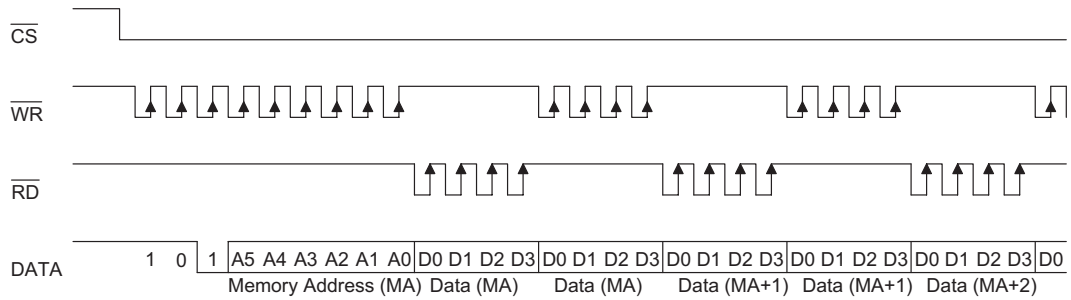 CS
WR
RD
DATA
1 0 1 A5 A4 A3 A2 A1 A0 D0 D1 D2 D3 D0 D1 D2 D3 D0 D1 D2 D3 D0 D1 D2 D3 D0 D1 D2 D3 D0
Memory Address (MA) Data (MA) Data (MA) Data (MA+1) Data (MA+1) Data (MA+2)